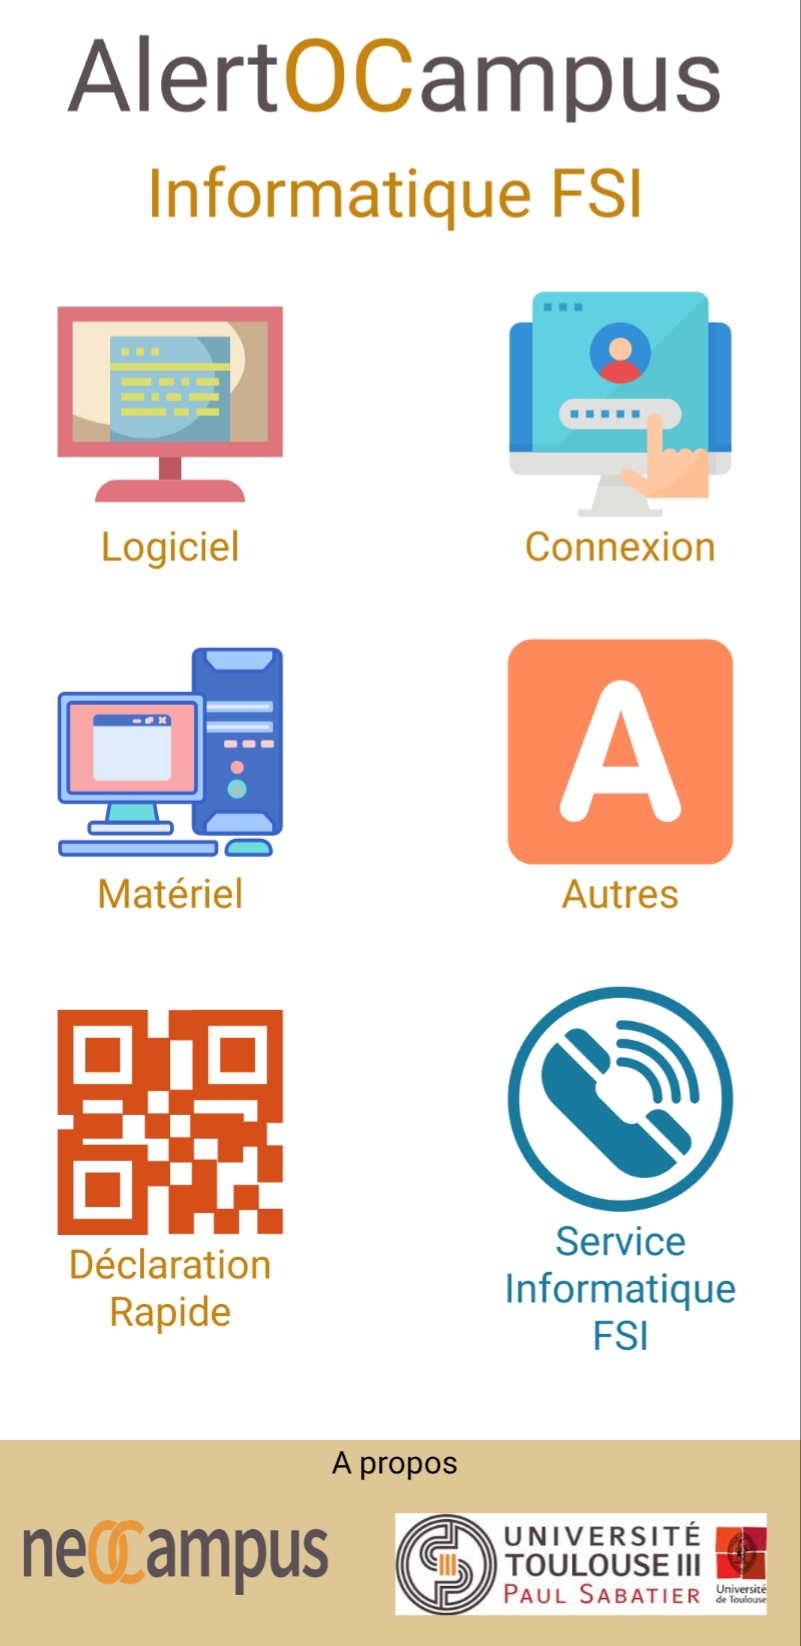 AlertOCampus
Informatique FSI
Logiciel
Connexion
Matériel
A
Autres
Déclaration
Rapide
Service
Informatique
FSI
A propos
neOCampus
UNIVERSITÉ
TOULOUSE III
PAUL SABATIER
Université
de Toulouse